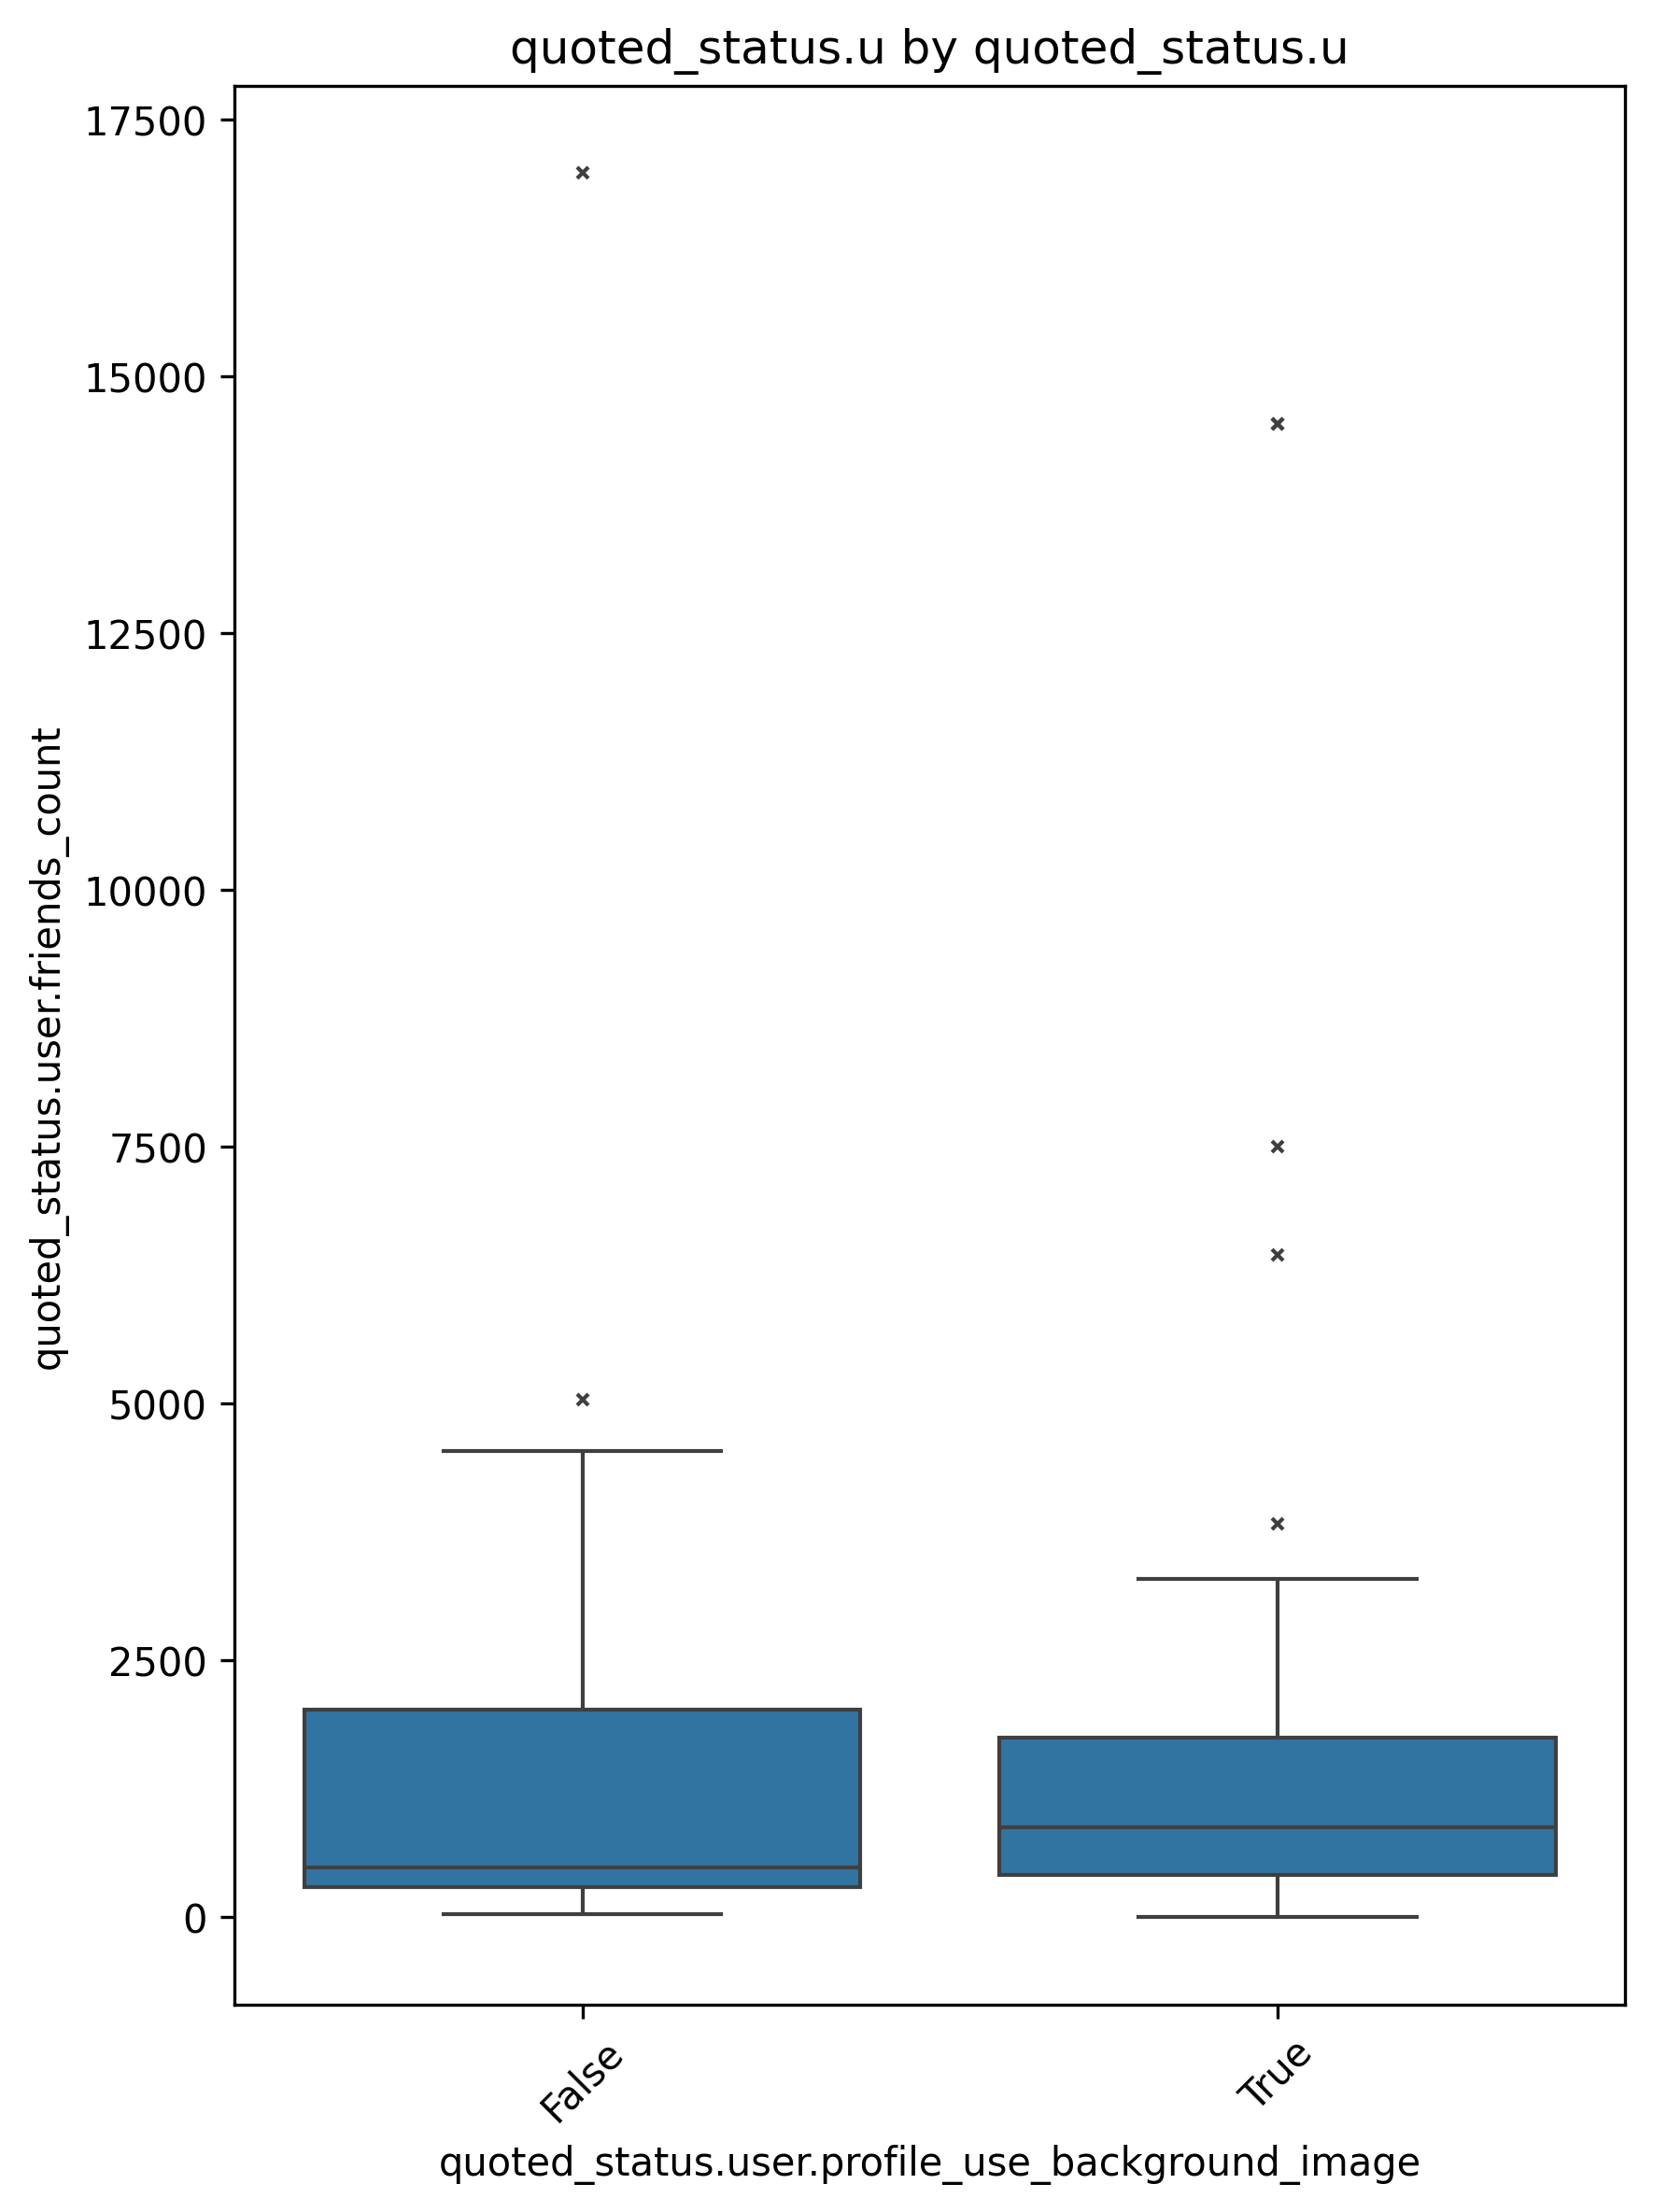 quoted_status.u by quoted_status.u
17500
15000
12500
10000
7500
5000
2500
0
quoted_status.user.friends_count
False
True
quoted_status.user.profile_use_background_image